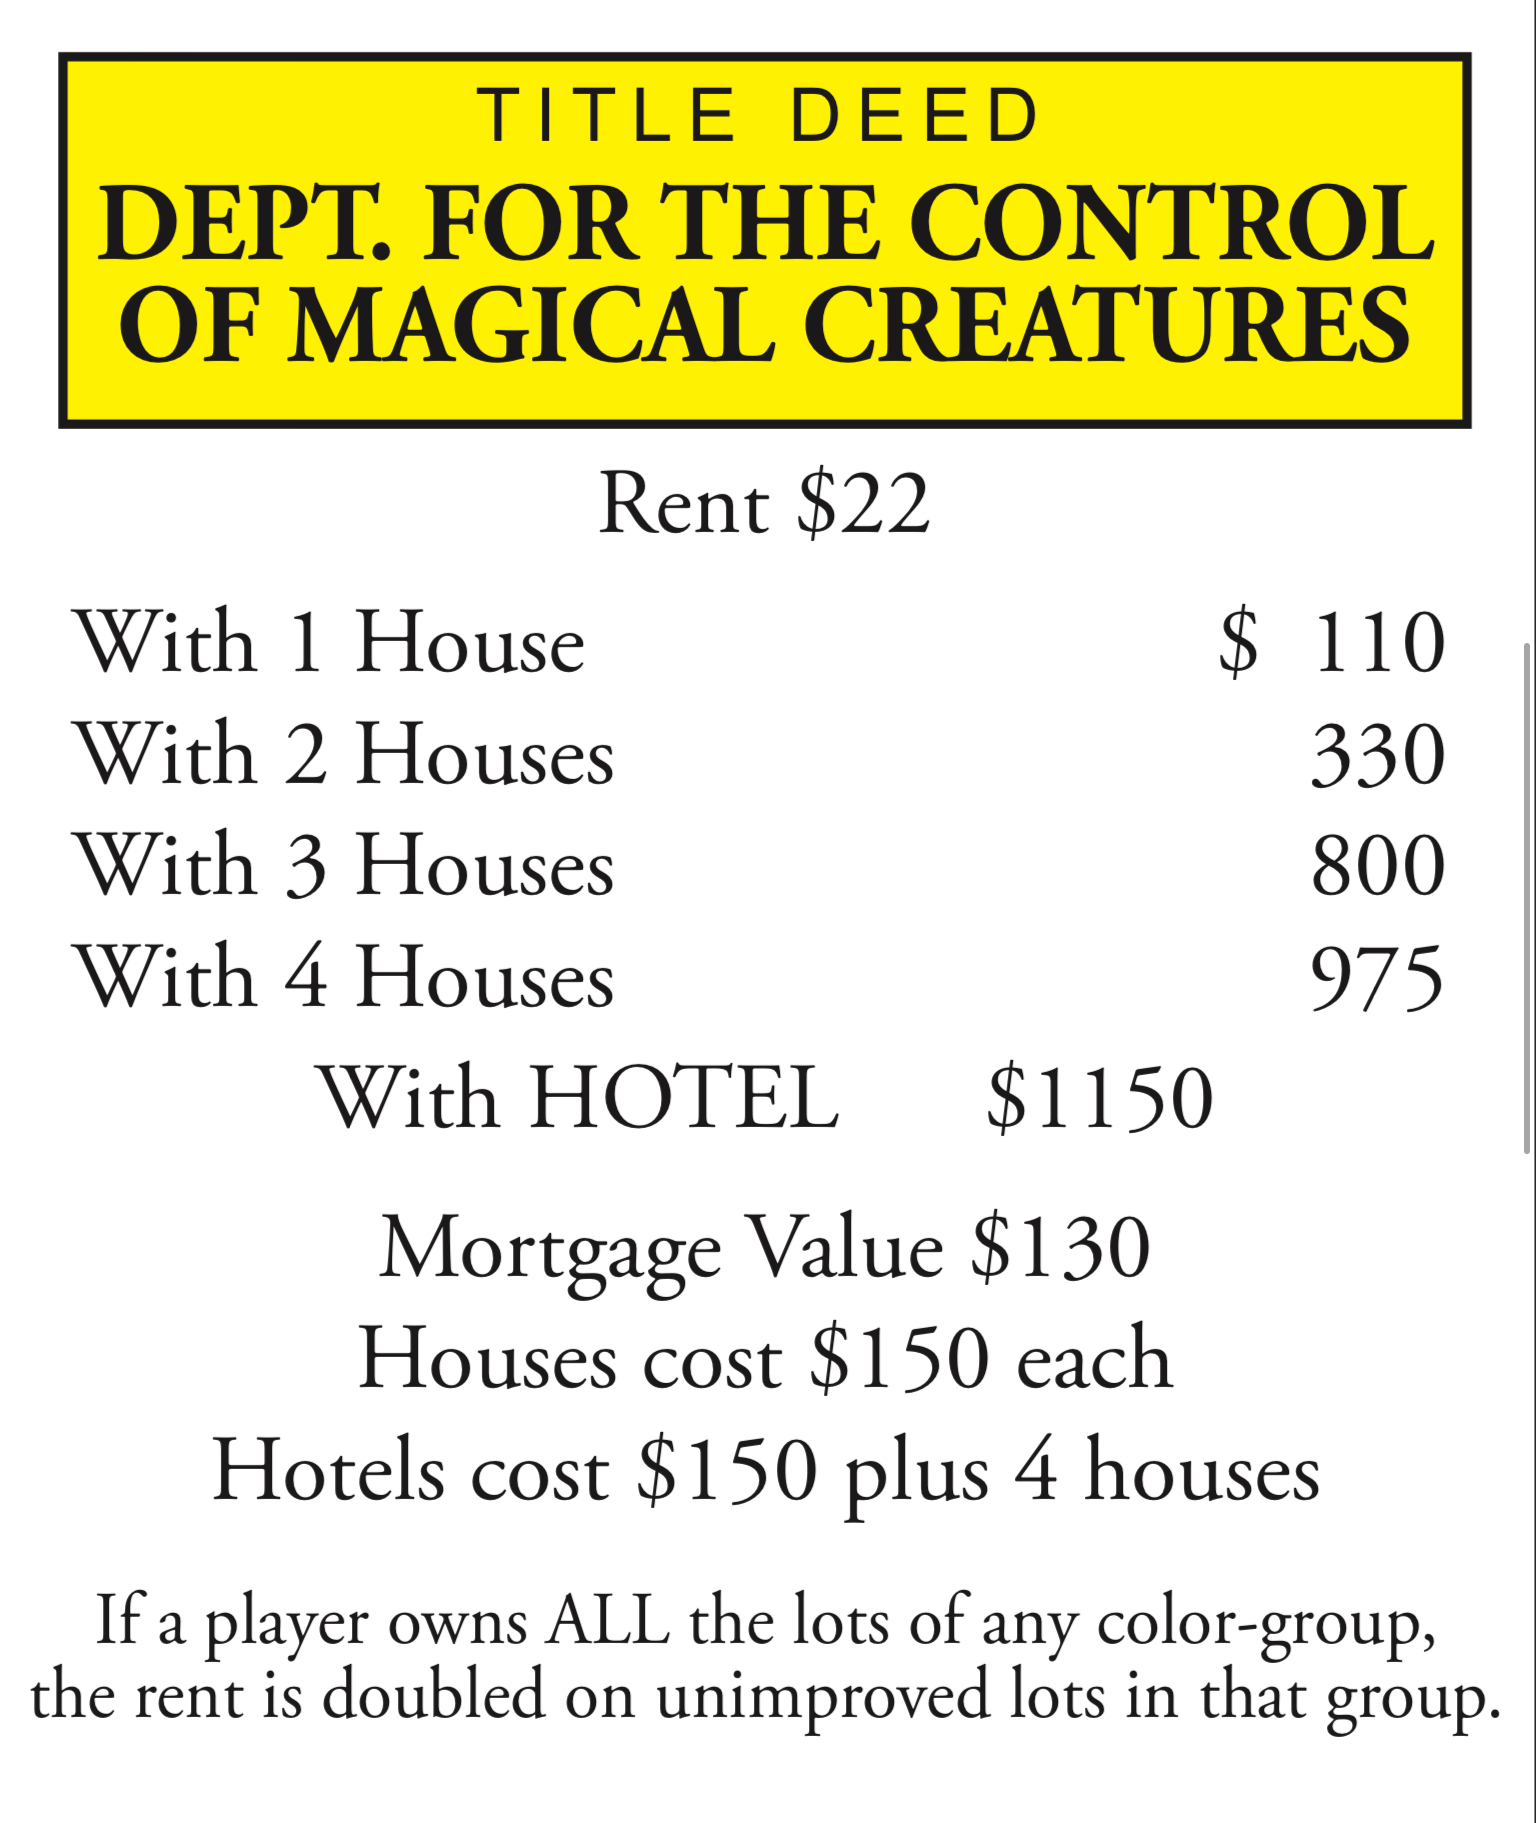 TITLE DEED
DEPT. FOR THE CONTROL
OF MAGICAL CREATURES
Rent $22
With 1 House $ 110
With 2 Houses 330
With 3 Houses 800
With 4 Houses 975
With HOTEL $1150
Mortgage Value $130
Houses cost $150 each
Hotels cost $150 plus 4 houses
If a player owns ALL the lots of any color-group,
the rent is doubled on unimproved lots in that group.